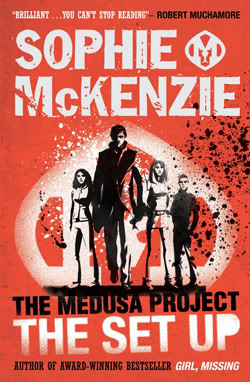 "BRILLIANT ... YOU CAN'T STOP READING" – ROBERT MUCHAMORE
SOPHIE
McKENZIE
THE MEDUSA PROJECT
THE SET UP
AUTHOR OF AWARD-WINNING BESTSELLER GIRL, MISSING